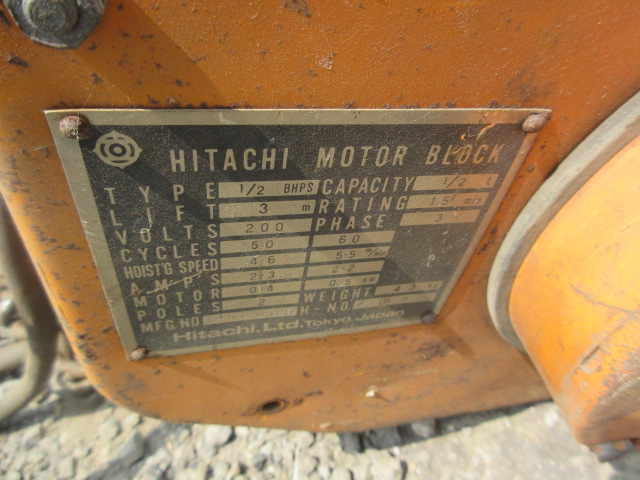 HITACHI MOTOR BLOCK
TYPE 1/2 BHPS CAPACITY 1/2 t
LIFT 3 m RATING 15 min
VOLTS 200 PHASE 3
CYCLES 50 60
HOIST'G SPEED 4.6 5.5 m/min
AMPS 2.3 2.2
MOTOR 0.4 0.5 KW
POLES 2 WEIGHT 43
MFG.NO. H-NO.
Hitachi, Ltd. Tokyo Japan